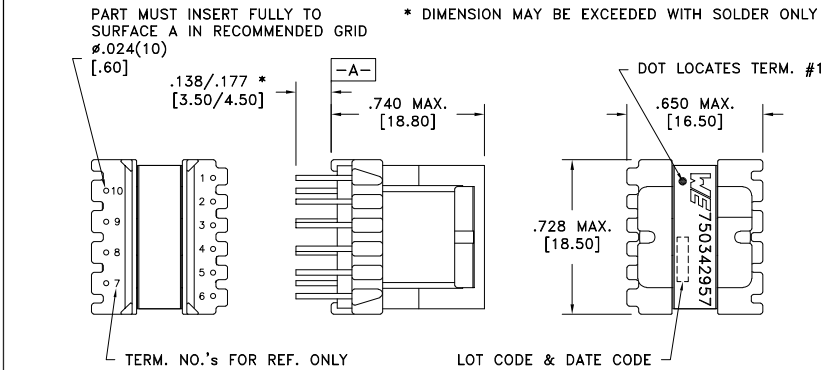 PART MUST INSERT FULLY TO
SURFACE A IN RECOMMENDED GRID
ø.024(10)
[.60]
* DIMENSION MAY BE EXCEEDED WITH SOLDER ONLY
.138/.177 *
[3.50/4.50]
-A-
.740 MAX.
[18.80]
DOT LOCATES TERM. #1
.650 MAX.
[16.50]
10
9
8
7
1
2
3
4
5
6
.728 MAX.
[18.50]
WE 750342957
TERM. NO.'s FOR REF. ONLY
LOT CODE & DATE CODE